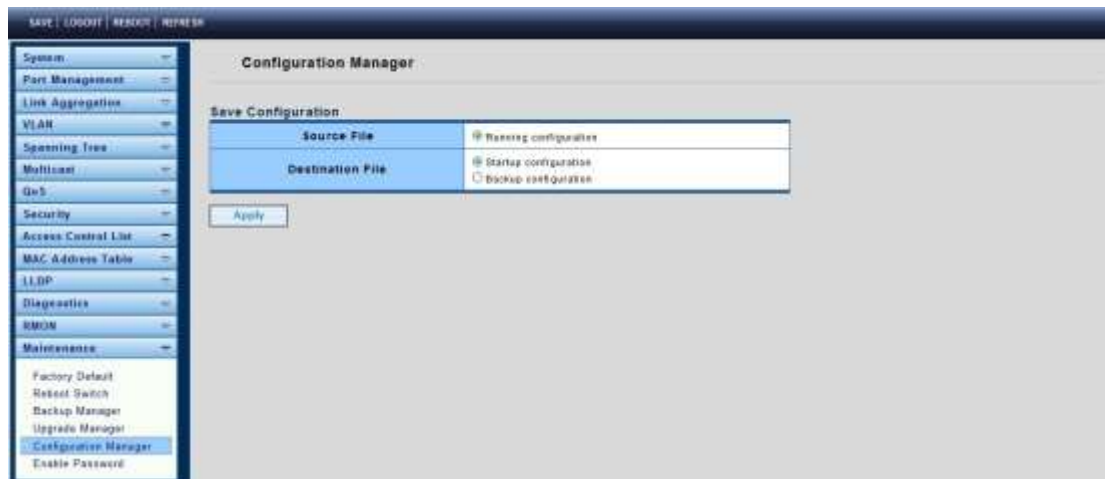 SAVE | LOGOUT | REBOOT | REFRESH
System
Port Management
Link Aggregation
VLAN
Spanning Tree
Multicast
QoS
Security
Access Control List
MAC Address Table
LLDP
Diagnostics
RMON
Maintenance
Factory Default
Reboot Switch
Backup Manager
Upgrade Manager
Configuration Manager
Enable Password
Configuration Manager
Save Configuration
Source File
Running configuration
Destination File
Startup configuration
Backup configuration
Apply